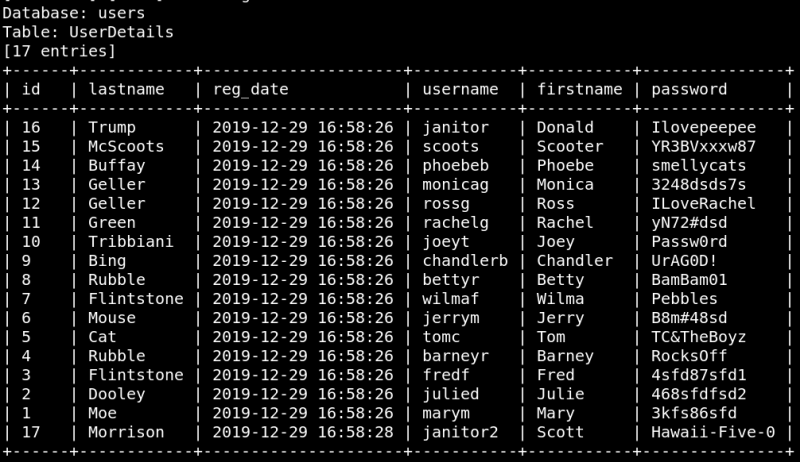 Database: users
Table: UserDetails
[17 entries]
+------+------------+---------------------+-----------+-----------+---------------+
| id | lastname | reg_date | username | firstname | password |
+------+------------+---------------------+-----------+-----------+---------------+
| 16 | Trump | 2019-12-29 16:58:26 | janitor | Donald | Ilovepeepee |
| 15 | McScoots | 2019-12-29 16:58:26 | scoots | Scooter | YR3BVxxxw87 |
| 14 | Buffay | 2019-12-29 16:58:26 | phoebeb | Phoebe | smellycats |
| 13 | Geller | 2019-12-29 16:58:26 | monicag | Monica | 3248dsds7s |
| 12 | Geller | 2019-12-29 16:58:26 | rossg | Ross | ILoveRachel |
| 11 | Green | 2019-12-29 16:58:26 | rachelg | Rachel | yN72#dsd |
| 10 | Tribbiani | 2019-12-29 16:58:26 | joeyt | Joey | Passw0rd |
| 9 | Bing | 2019-12-29 16:58:26 | chandlerb | Chandler | UrAG0D! |
| 8 | Rubble | 2019-12-29 16:58:26 | bettyr | Betty | BamBam01 |
| 7 | Flintstone | 2019-12-29 16:58:26 | wilmaf | Wilma | Pebbles |
| 6 | Mouse | 2019-12-29 16:58:26 | jerrym | Jerry | B8m#48sd |
| 5 | Cat | 2019-12-29 16:58:26 | tomc | Tom | TC&TheBoyz |
| 4 | Rubble | 2019-12-29 16:58:26 | barneyr | Barney | RocksOff |
| 3 | Flintstone | 2019-12-29 16:58:26 | fredf | Fred | 4sfd87sfd1 |
| 2 | Dooley | 2019-12-29 16:58:26 | julied | Julie | 468sfdfsd2 |
| 1 | Moe | 2019-12-29 16:58:26 | marym | Mary | 3kfs86sfd |
| 17 | Morrison | 2019-12-29 16:58:28 | janitor2 | Scott | Hawaii-Five-0 |
+------+------------+---------------------+-----------+-----------+---------------+